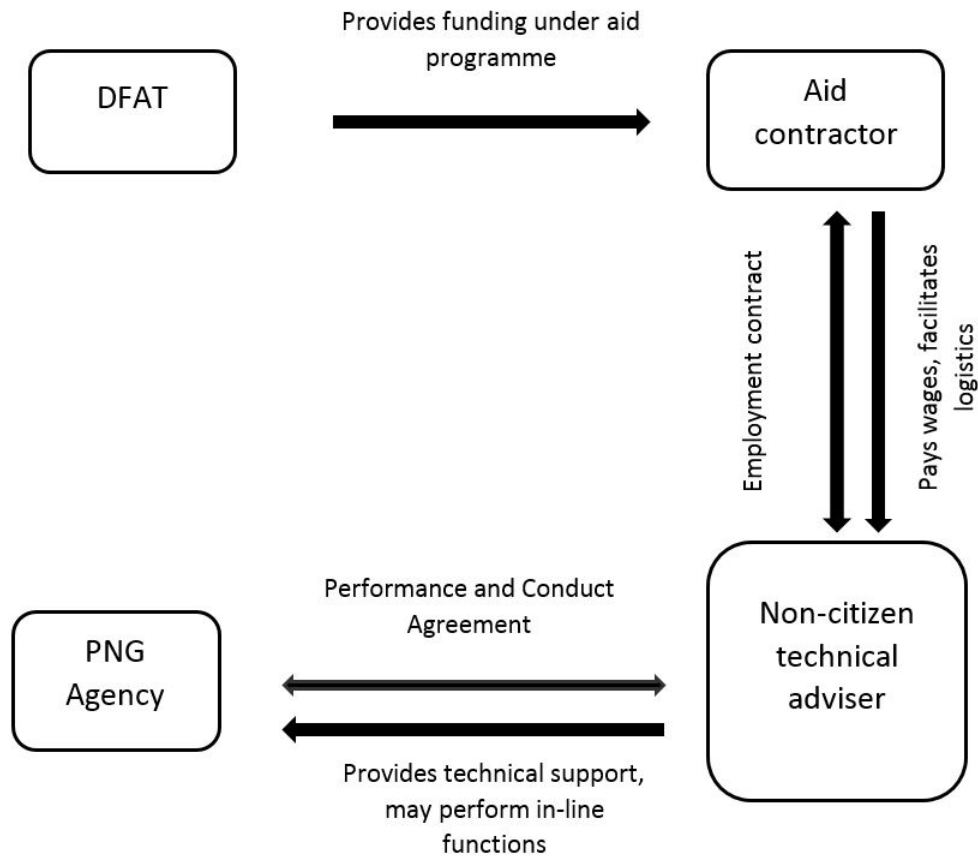 Provides funding under aid
programme
DFAT
Aid
contractor
Employment contract
Pays wages, facilitates
logistics
Performance and Conduct
Agreement
PNG
Agency
Non-citizen
technical
adviser
Provides technical support,
may perform in-line
functions